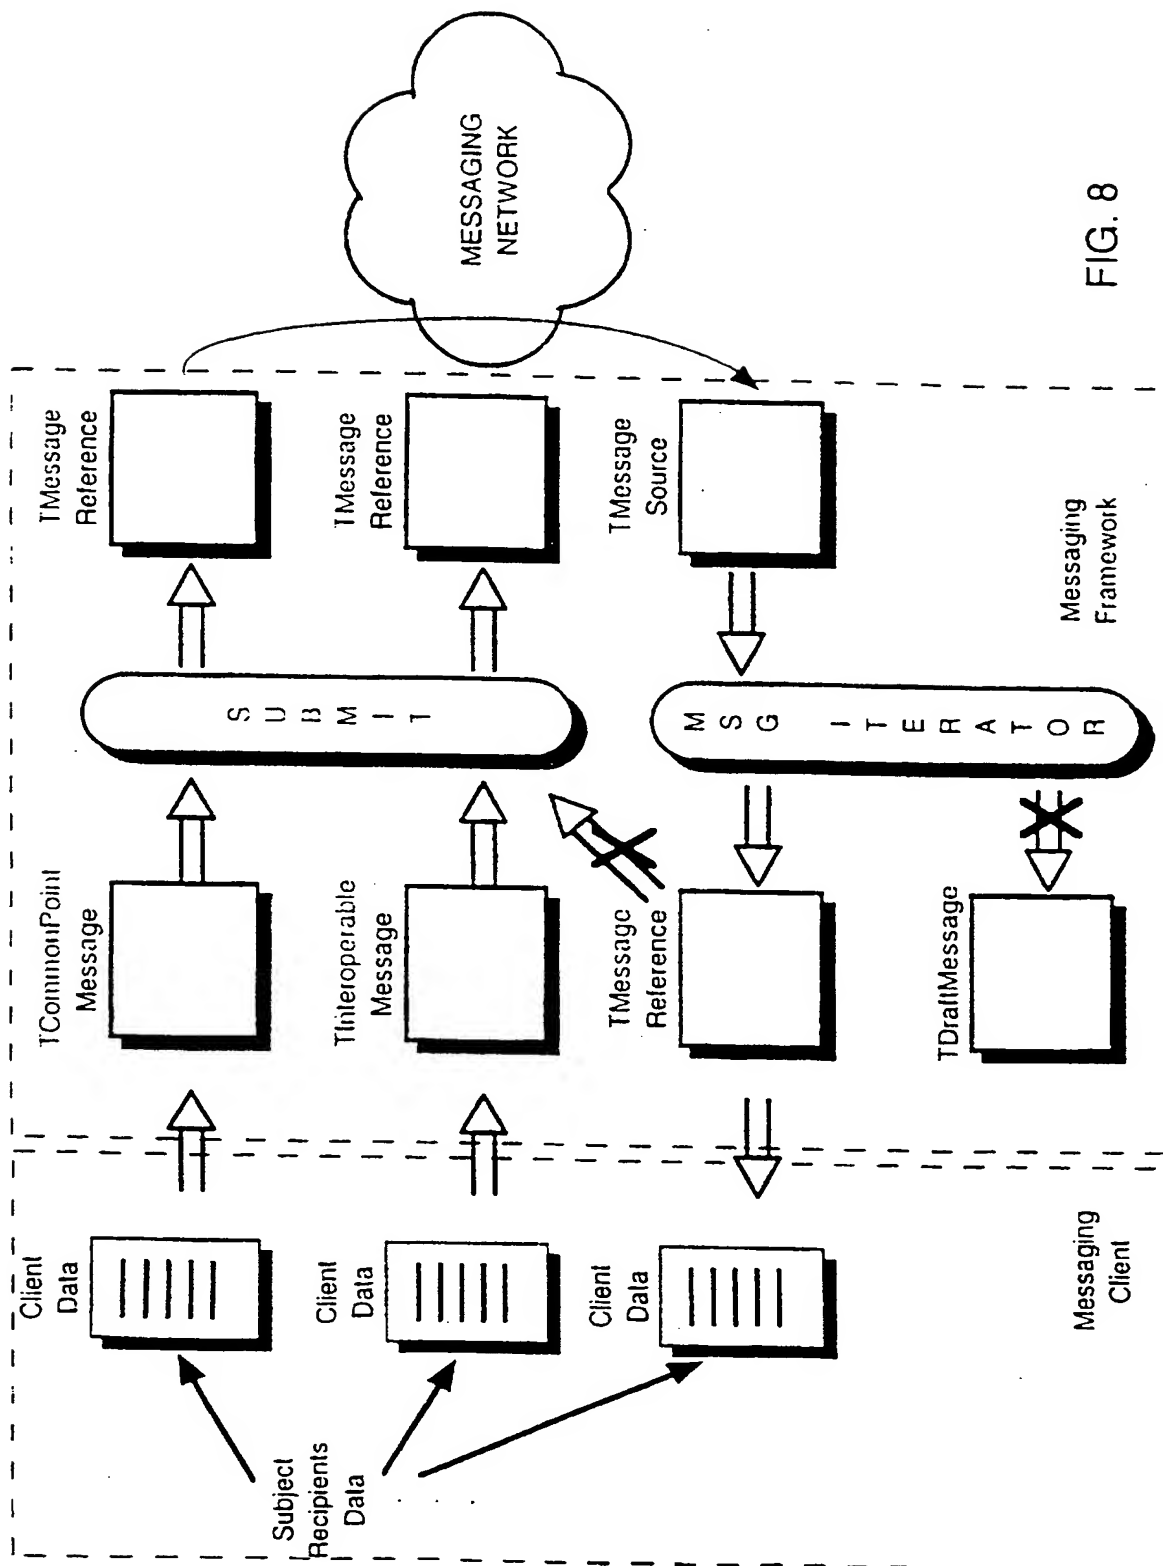 Client
Data
TCommonPoint
Message
SUBMIT
TMessage
Reference
Client
Data
TInteroperable
Message
TMessage
Reference
MESSAGING
NETWORK
Subject
Recipients
Data
Client
Data
TMessage
Reference
MSG ITERATOR
TMessage
Source
TDraftMessage
Messaging
Client
Messaging
Framework
FIG. 8